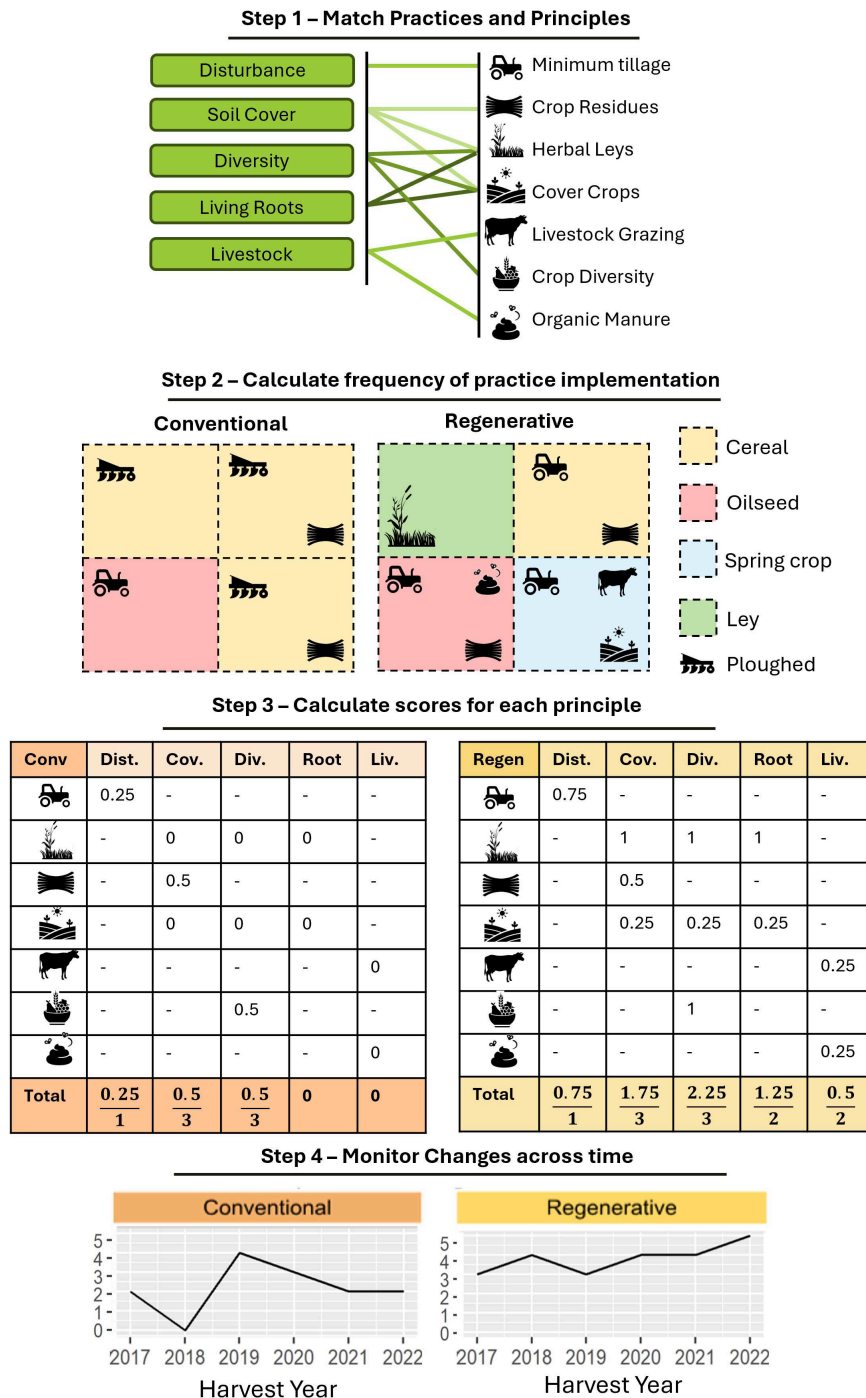 Step 1 – Match Practices and Principles
Disturbance
Soil Cover
Diversity
Living Roots
Livestock
Minimum tillage
Crop Residues
Herbal Leys
Cover Crops
Livestock Grazing
Crop Diversity
Organic Manure
Step 2 – Calculate frequency of practice implementation
Conventional
Regenerative
Cereal
Oilseed
Spring crop
Ley
Ploughed
Step 3 – Calculate scores for each principle
Conv Dist. Cov. Div. Root Liv.
0.25 - - - -
- 0 0 0 -
- 0.5 - - -
- 0 0 0 -
- - - - 0
- - 0.5 - -
- - - - 0
Total 0.25/1 0.5/3 0.5/3 0 0
Regen Dist. Cov. Div. Root Liv.
0.75 - - - -
- 1 1 1 -
- 0.5 - - -
- 0.25 0.25 0.25 -
- - - - 0.25
- - 1 - -
- - - - 0.25
Total 0.75/1 1.75/3 2.25/3 1.25/2 0.5/2
Step 4 – Monitor Changes across time
Conventional
5
4
3
2
1
0
2017 2018 2019 2020 2021 2022
Harvest Year
Regenerative
5
4
3
2
1
0
2017 2018 2019 2020 2021 2022
Harvest Year